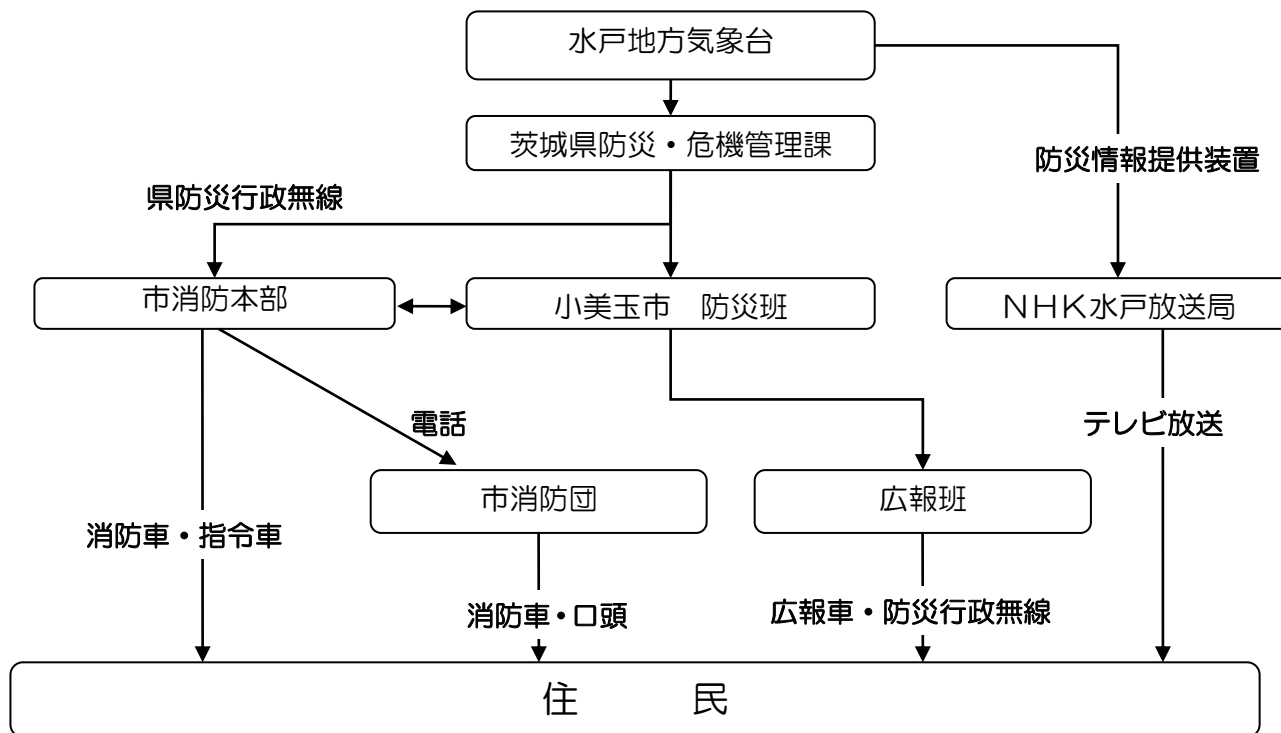 水戸地方気象台
茨城県防災・危機管理課
防災情報提供装置
県防災行政無線
市消防本部
小美玉市　防災班
NHK水戸放送局
電話
テレビ放送
市消防団
広報班
消防車・指令車
消防車・口頭
広報車・防災行政無線
住　　　民